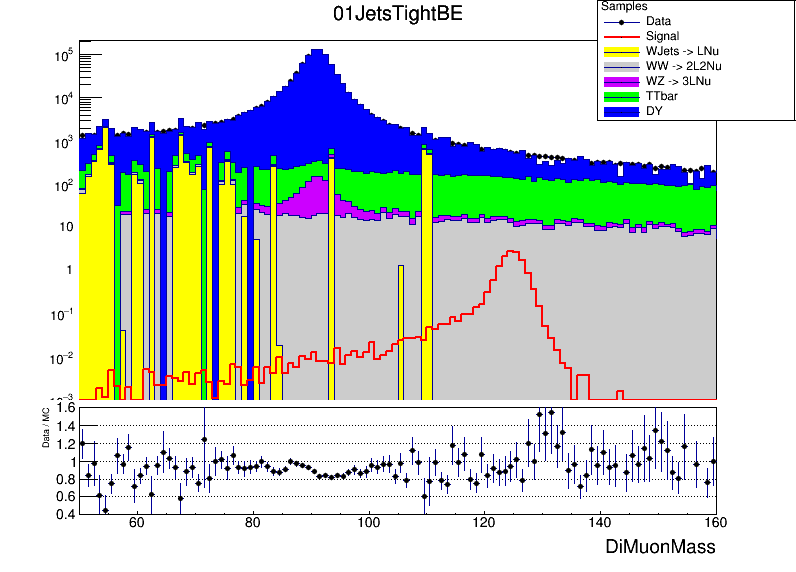 01JetsTightBE
Samples
Data
Signal
WJets -> LNu
WW -> 2L2Nu
WZ -> 3LNu
TTbar
DY
10^5
10^4
10^3
10^2
10
1
10^-1
10^-2
Data / MC
1.6
1.4
1.2
1
0.8
0.6
0.4
60 80 100 120 140 160
DiMuonMass